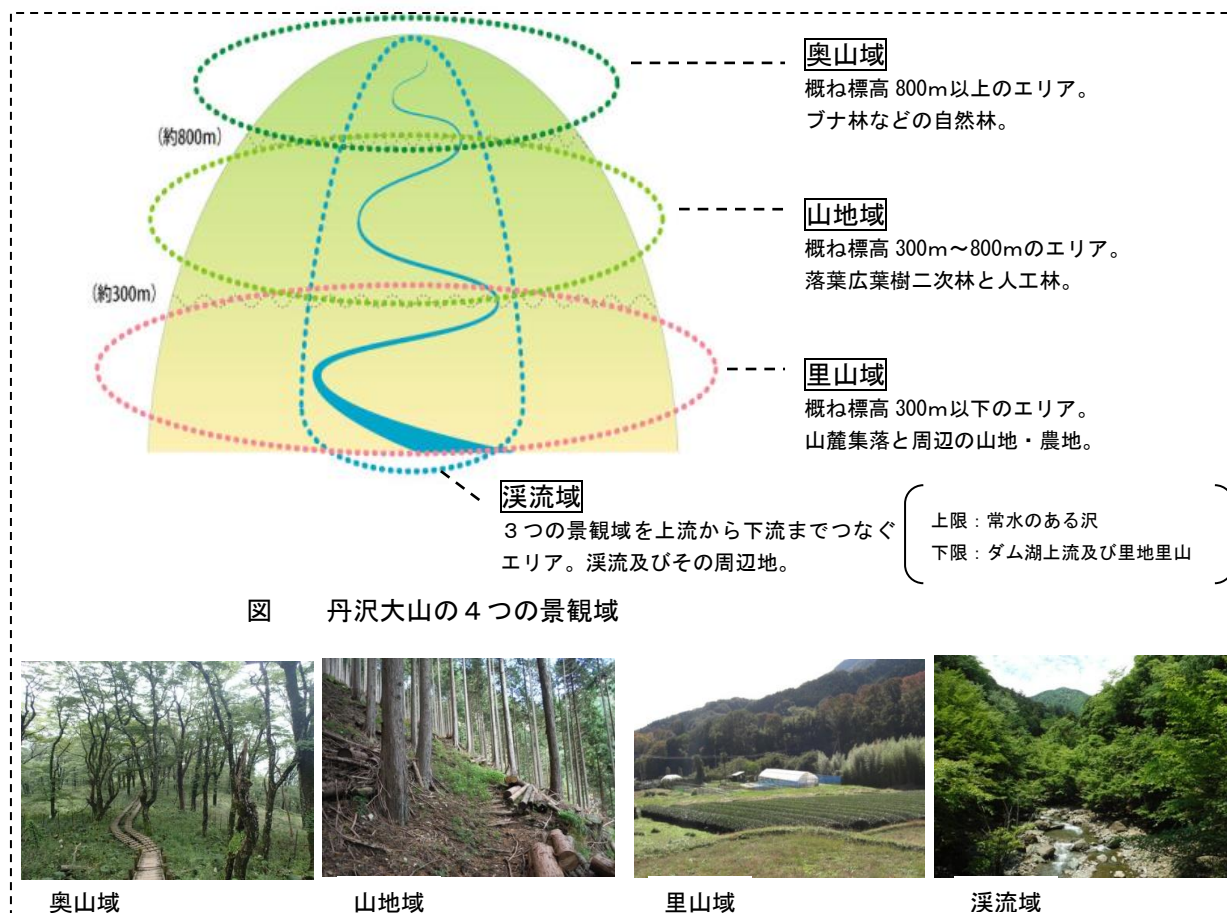 奥山域
概ね標高 800ｍ以上のエリア。
ブナ林などの自然林。
(約800m)
山地域
概ね標高 300ｍ～800ｍのエリア。
落葉広葉樹二次林と人工林。
(約300m)
里山域
概ね標高 300ｍ以下のエリア。
山麓集落と周辺の山地・農地。
渓流域
３つの景観域を上流から下流までつなぐ
エリア。渓流及びその周辺地。
上限：常水のある沢
下限：ダム湖上流及び里地里山
図　　丹沢大山の４つの景観域
奥山域
山地域
里山域
渓流域